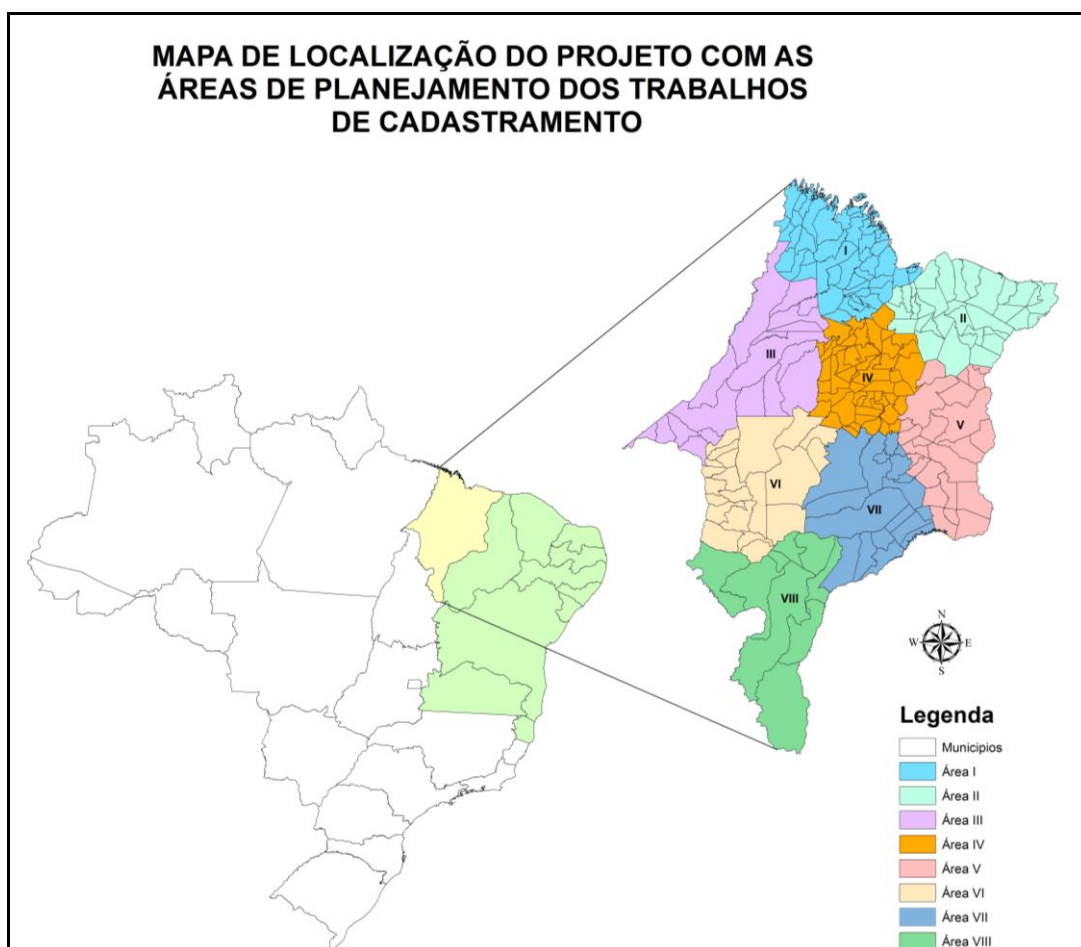 MAPA DE LOCALIZAÇÃO DO PROJETO COM AS
ÁREAS DE PLANEJAMENTO DOS TRABALHOS
DE CADASTRAMENTO
I
II
III
IV
V
VI
VII
VIII
N
W E
S
Legenda
Municipios
Área I
Área II
Área III
Área IV
Área V
Área VI
Área VII
Área VIII